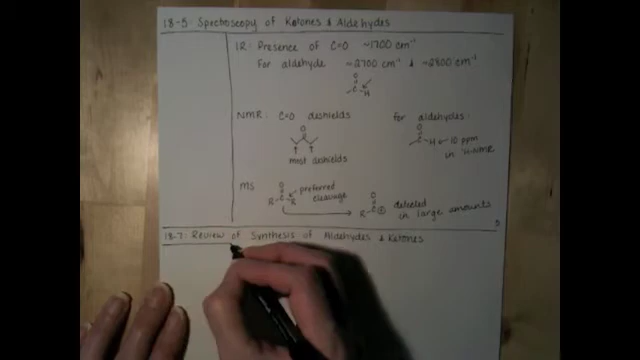 18-5: Spectroscopy of Ketones & Aldehydes
IR: Presence of C=O ~1700 cm⁻¹
For aldehyde ~2700 cm⁻¹ & ~2800 cm⁻¹
O
C
H
NMR: C=O deshields
for aldehydes:
O
most deshields
O
C
H ← 10 ppm
in ¹H-NMR
MS
O
R C R
preferred
cleavage
O
R C ⊕
detected
in large amounts
18-7: Review of Synthesis of Aldehydes & Ketones